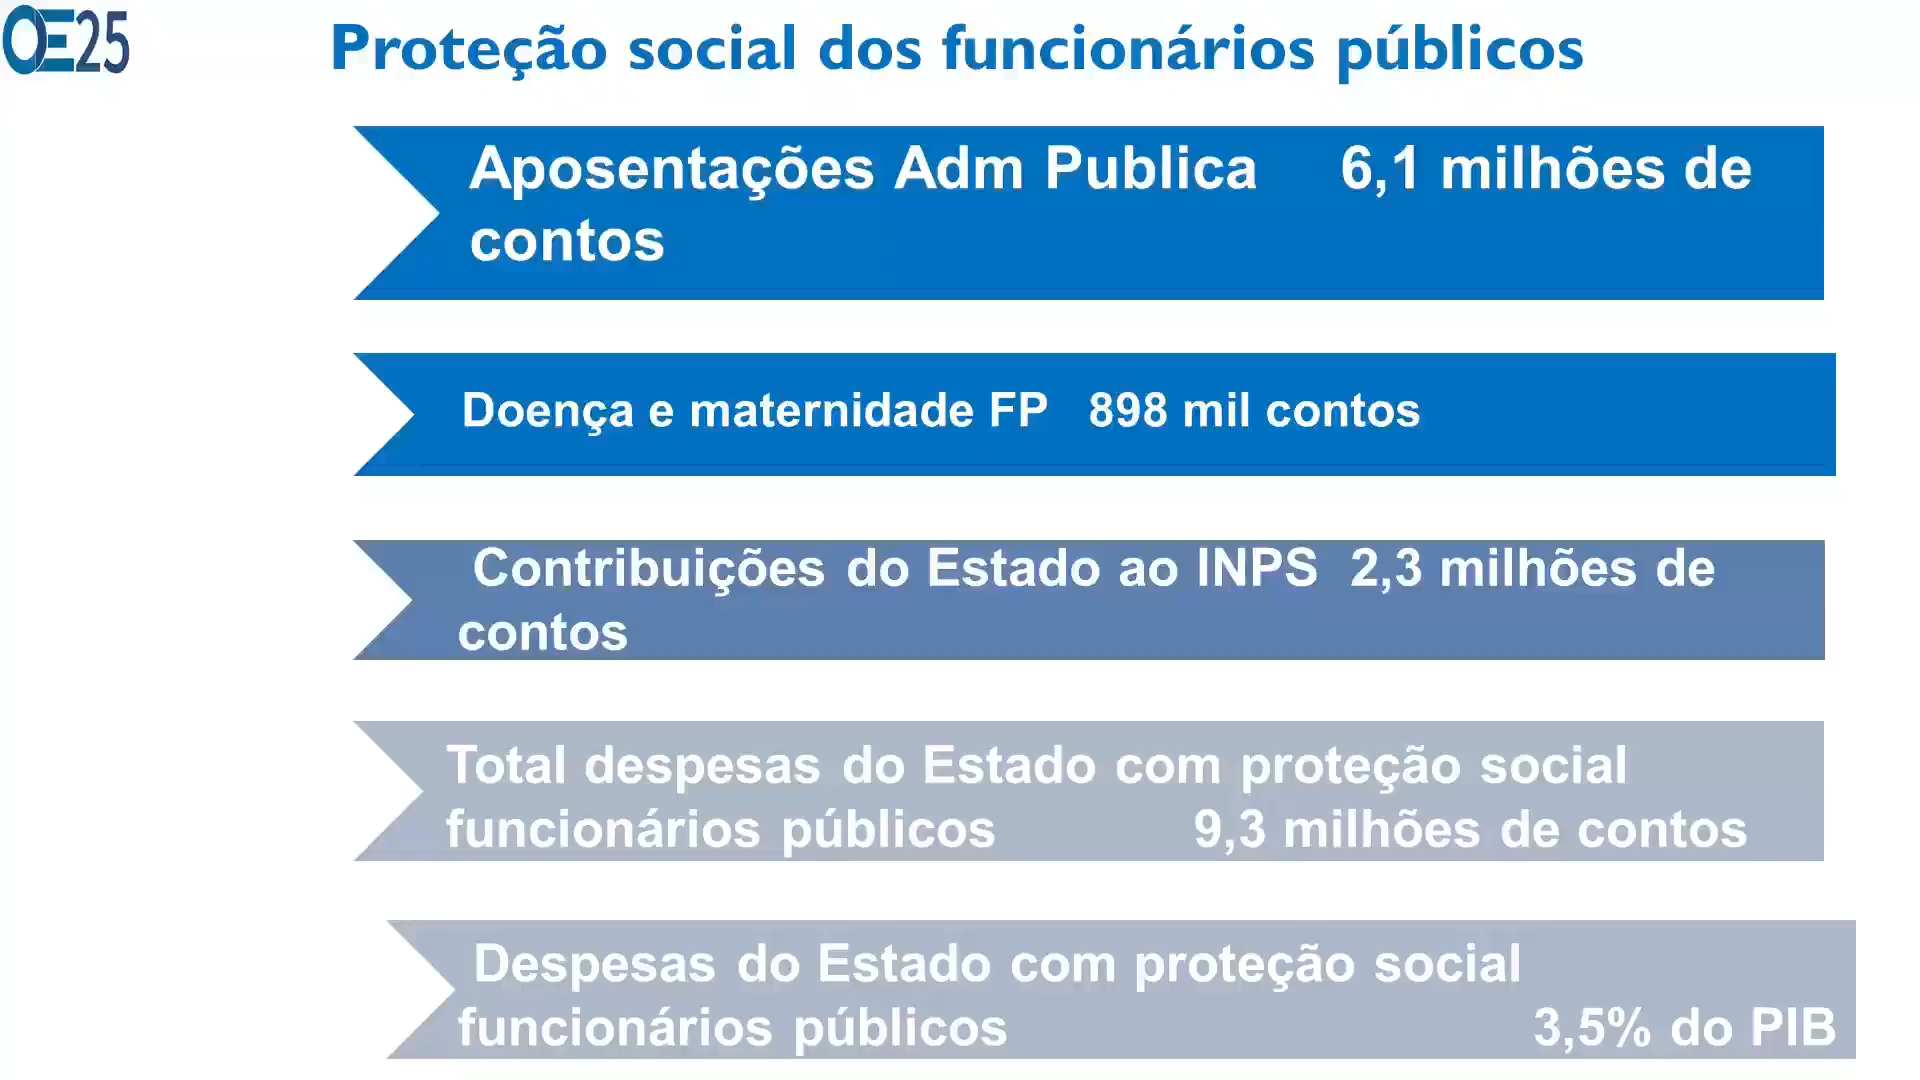 OE25
Proteção social dos funcionários públicos
Aposentações Adm Publica 6,1 milhões de
contos
Doença e maternidade FP 898 mil contos
Contribuições do Estado ao INPS 2,3 milhões de
contos
Total despesas do Estado com proteção social
funcionários públicos 9,3 milhões de contos
Despesas do Estado com proteção social
funcionários públicos 3,5% do PIB